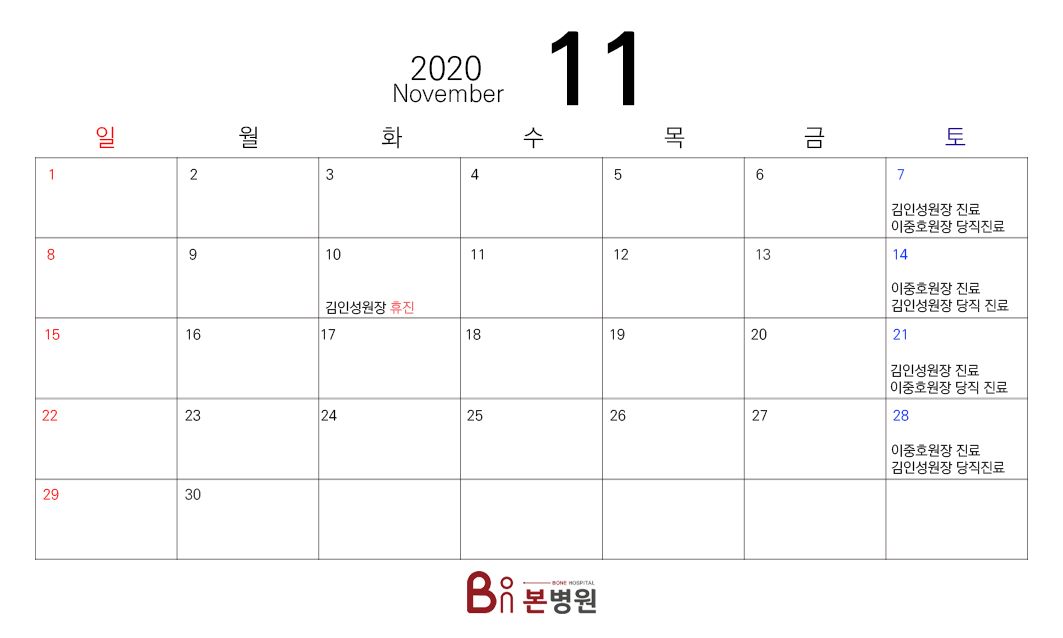 2020
November
11
일 월 화 수 목 금 토
1 2 3 4 5 6 7
김인성원장 진료
이중호원장 당직진료
8 9 10 11 12 13 14
김인성원장 휴진
이중호원장 진료
김인성원장 당직 진료
15 16 17 18 19 20 21
김인성원장 진료
이중호원장 당직 진료
22 23 24 25 26 27 28
이중호원장 진료
김인성원장 당직진료
29 30
BONE HOSPITAL
본병원